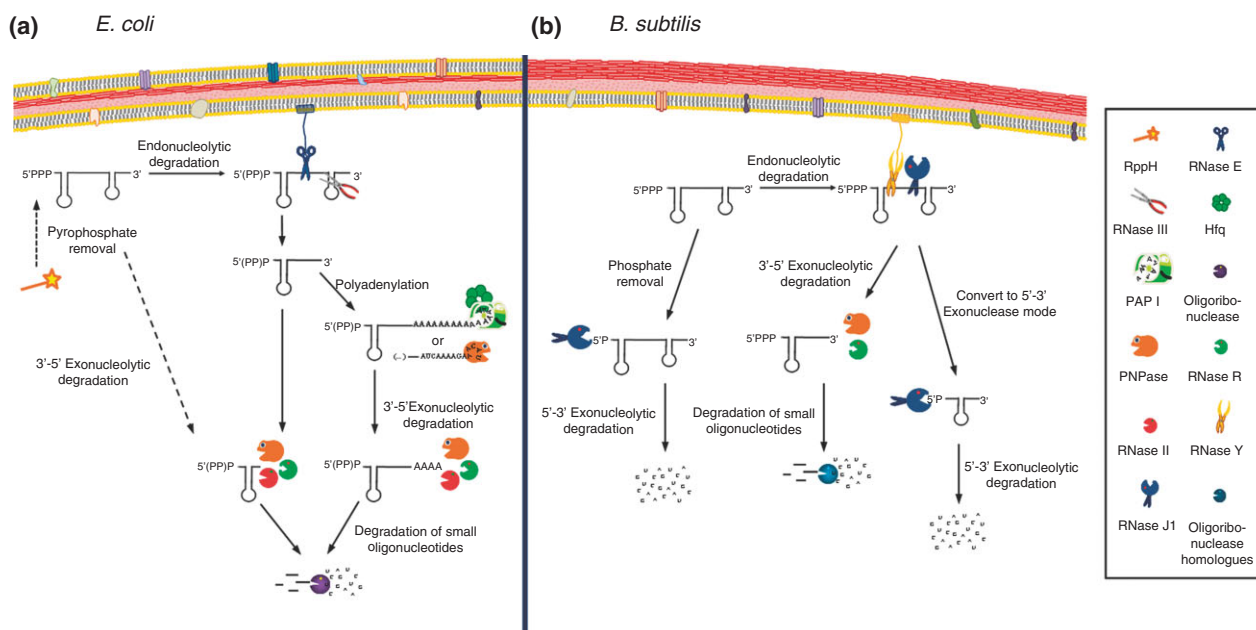 (a)
E. coli
(b)
B. subtilis
Endonucleolytic
degradation
5'PPP
3'
5'(PP)P
3'
Pyrophosphate
removal
5'(PP)P
3'
Polyadenylation
5'(PP)P
AAAAAAAAAAAA
or
(...)
AUCAAAAGA
3'-5' Exonucleolytic
degradation
3'-5'Exonucleolytic
degradation
5'(PP)P
5'(PP)P
AAAA
Degradation of small
oligonucleotides
Endonucleolytic
degradation
5'PPP
3'
5'PPP
3'
Phosphate
removal
3'-5' Exonucleolytic
degradation
Convert to 5'-3'
Exonuclease mode
5'P
3'
5'PPP
3'
5'P
3'
5'-3' Exonucleolytic
degradation
Degradation of small
oligonucleotides
5'-3' Exonucleolytic
degradation
RppH
RNase E
RNase III
Hfq
PAP I
Oligoribo-
nuclease
PNPase
RNase R
RNase II
RNase Y
RNase J1
Oligoribo-
nuclease
homologues